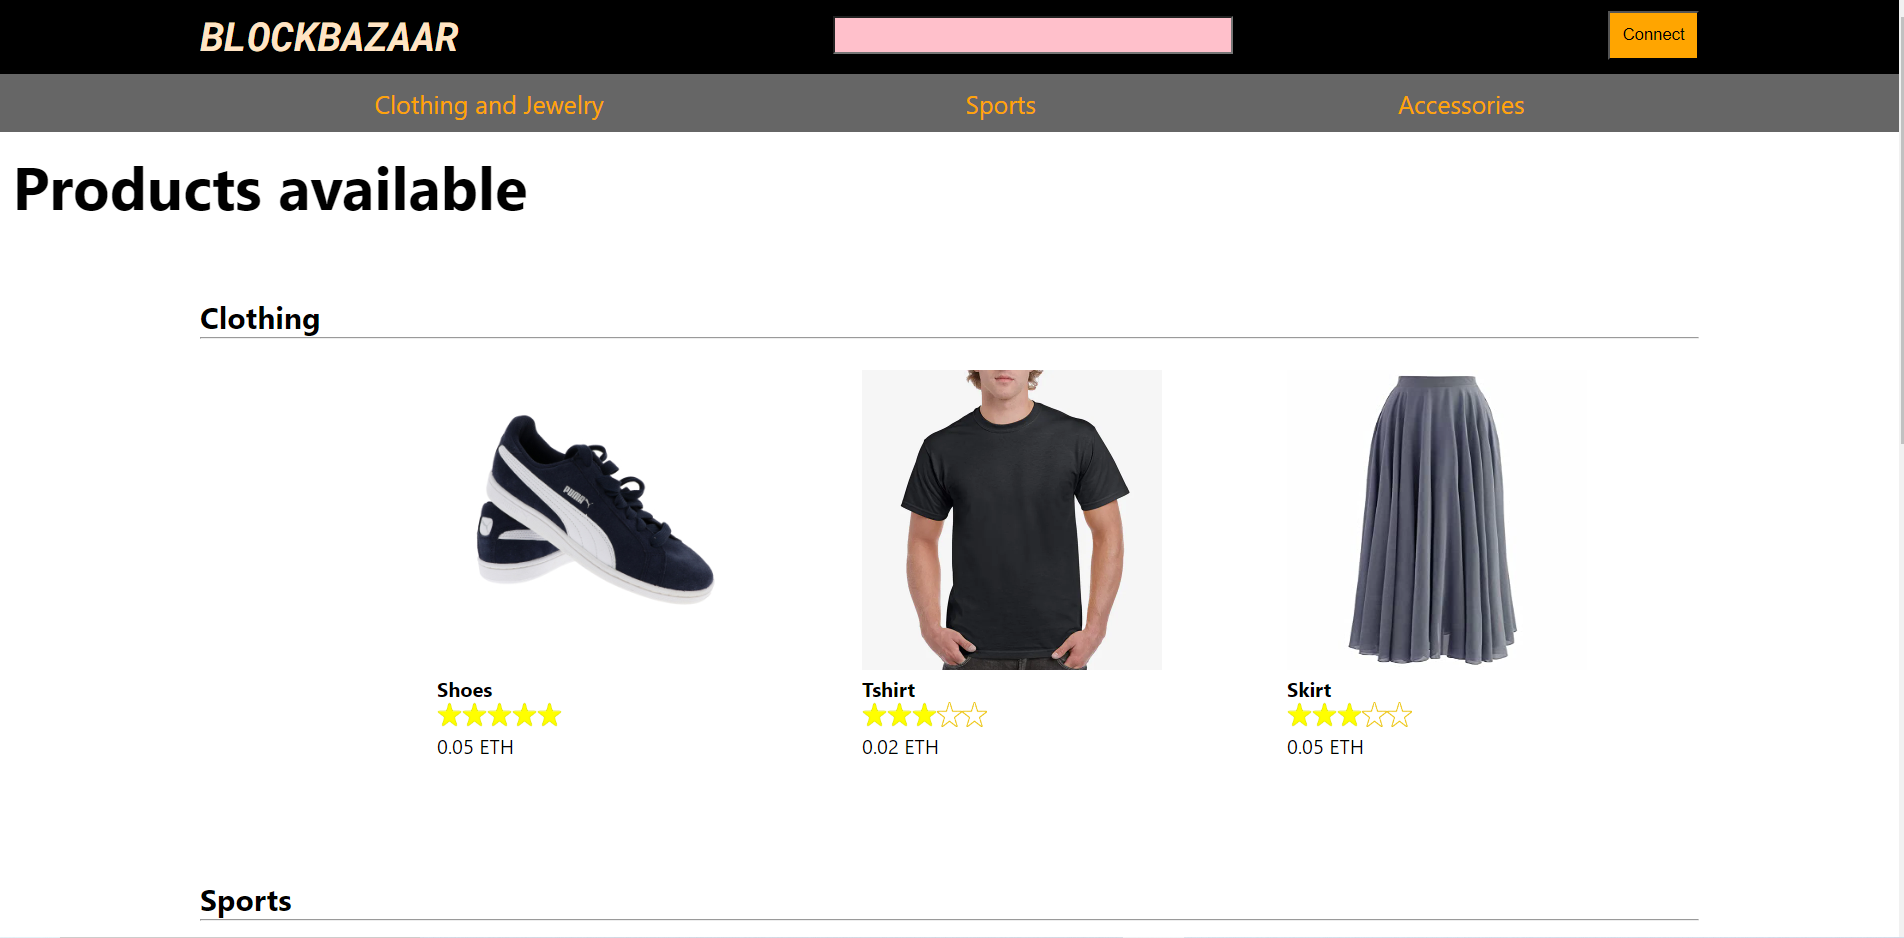 BLOCKBAZAAR
Connect
Clothing and Jewelry Sports Accessories
Products available
Clothing
PUMA
Shoes
0.05 ETH
Tshirt
0.02 ETH
Skirt
0.05 ETH
Sports